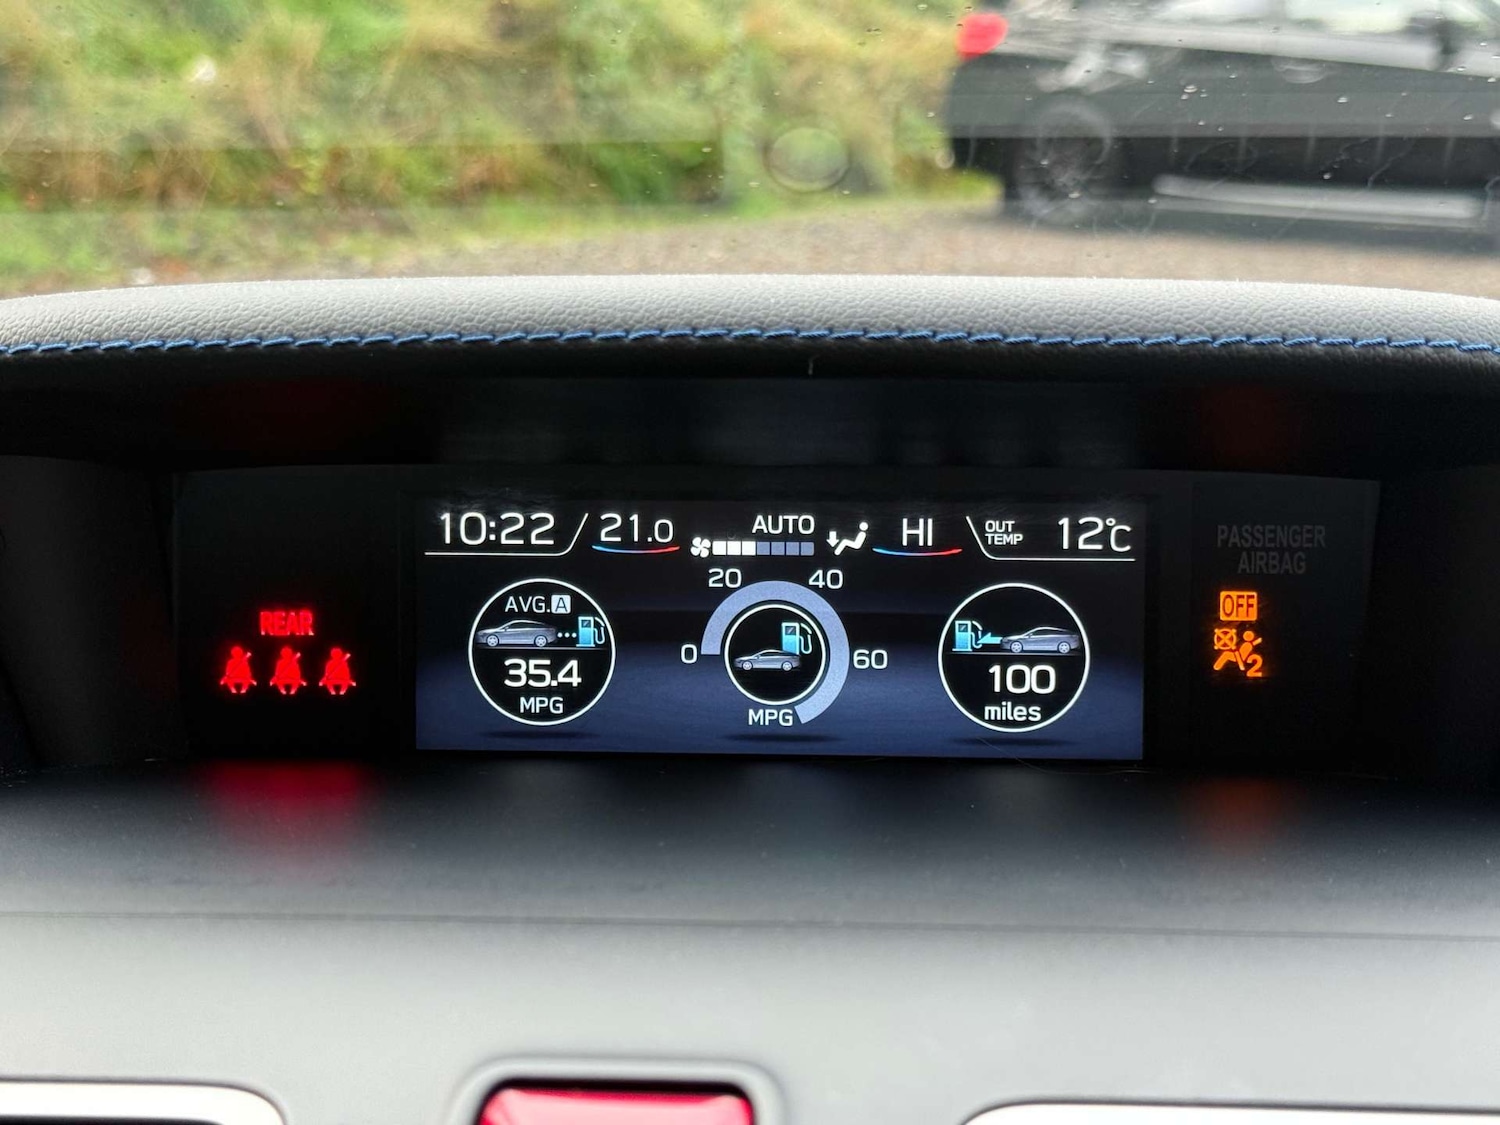 10:22 21.0 AUTO HI OUT TEMP 12°C
PASSENGER
AIRBAG
OFF
2
REAR
AVG.A
35.4
MPG
0 20 40 60
MPG
100
miles